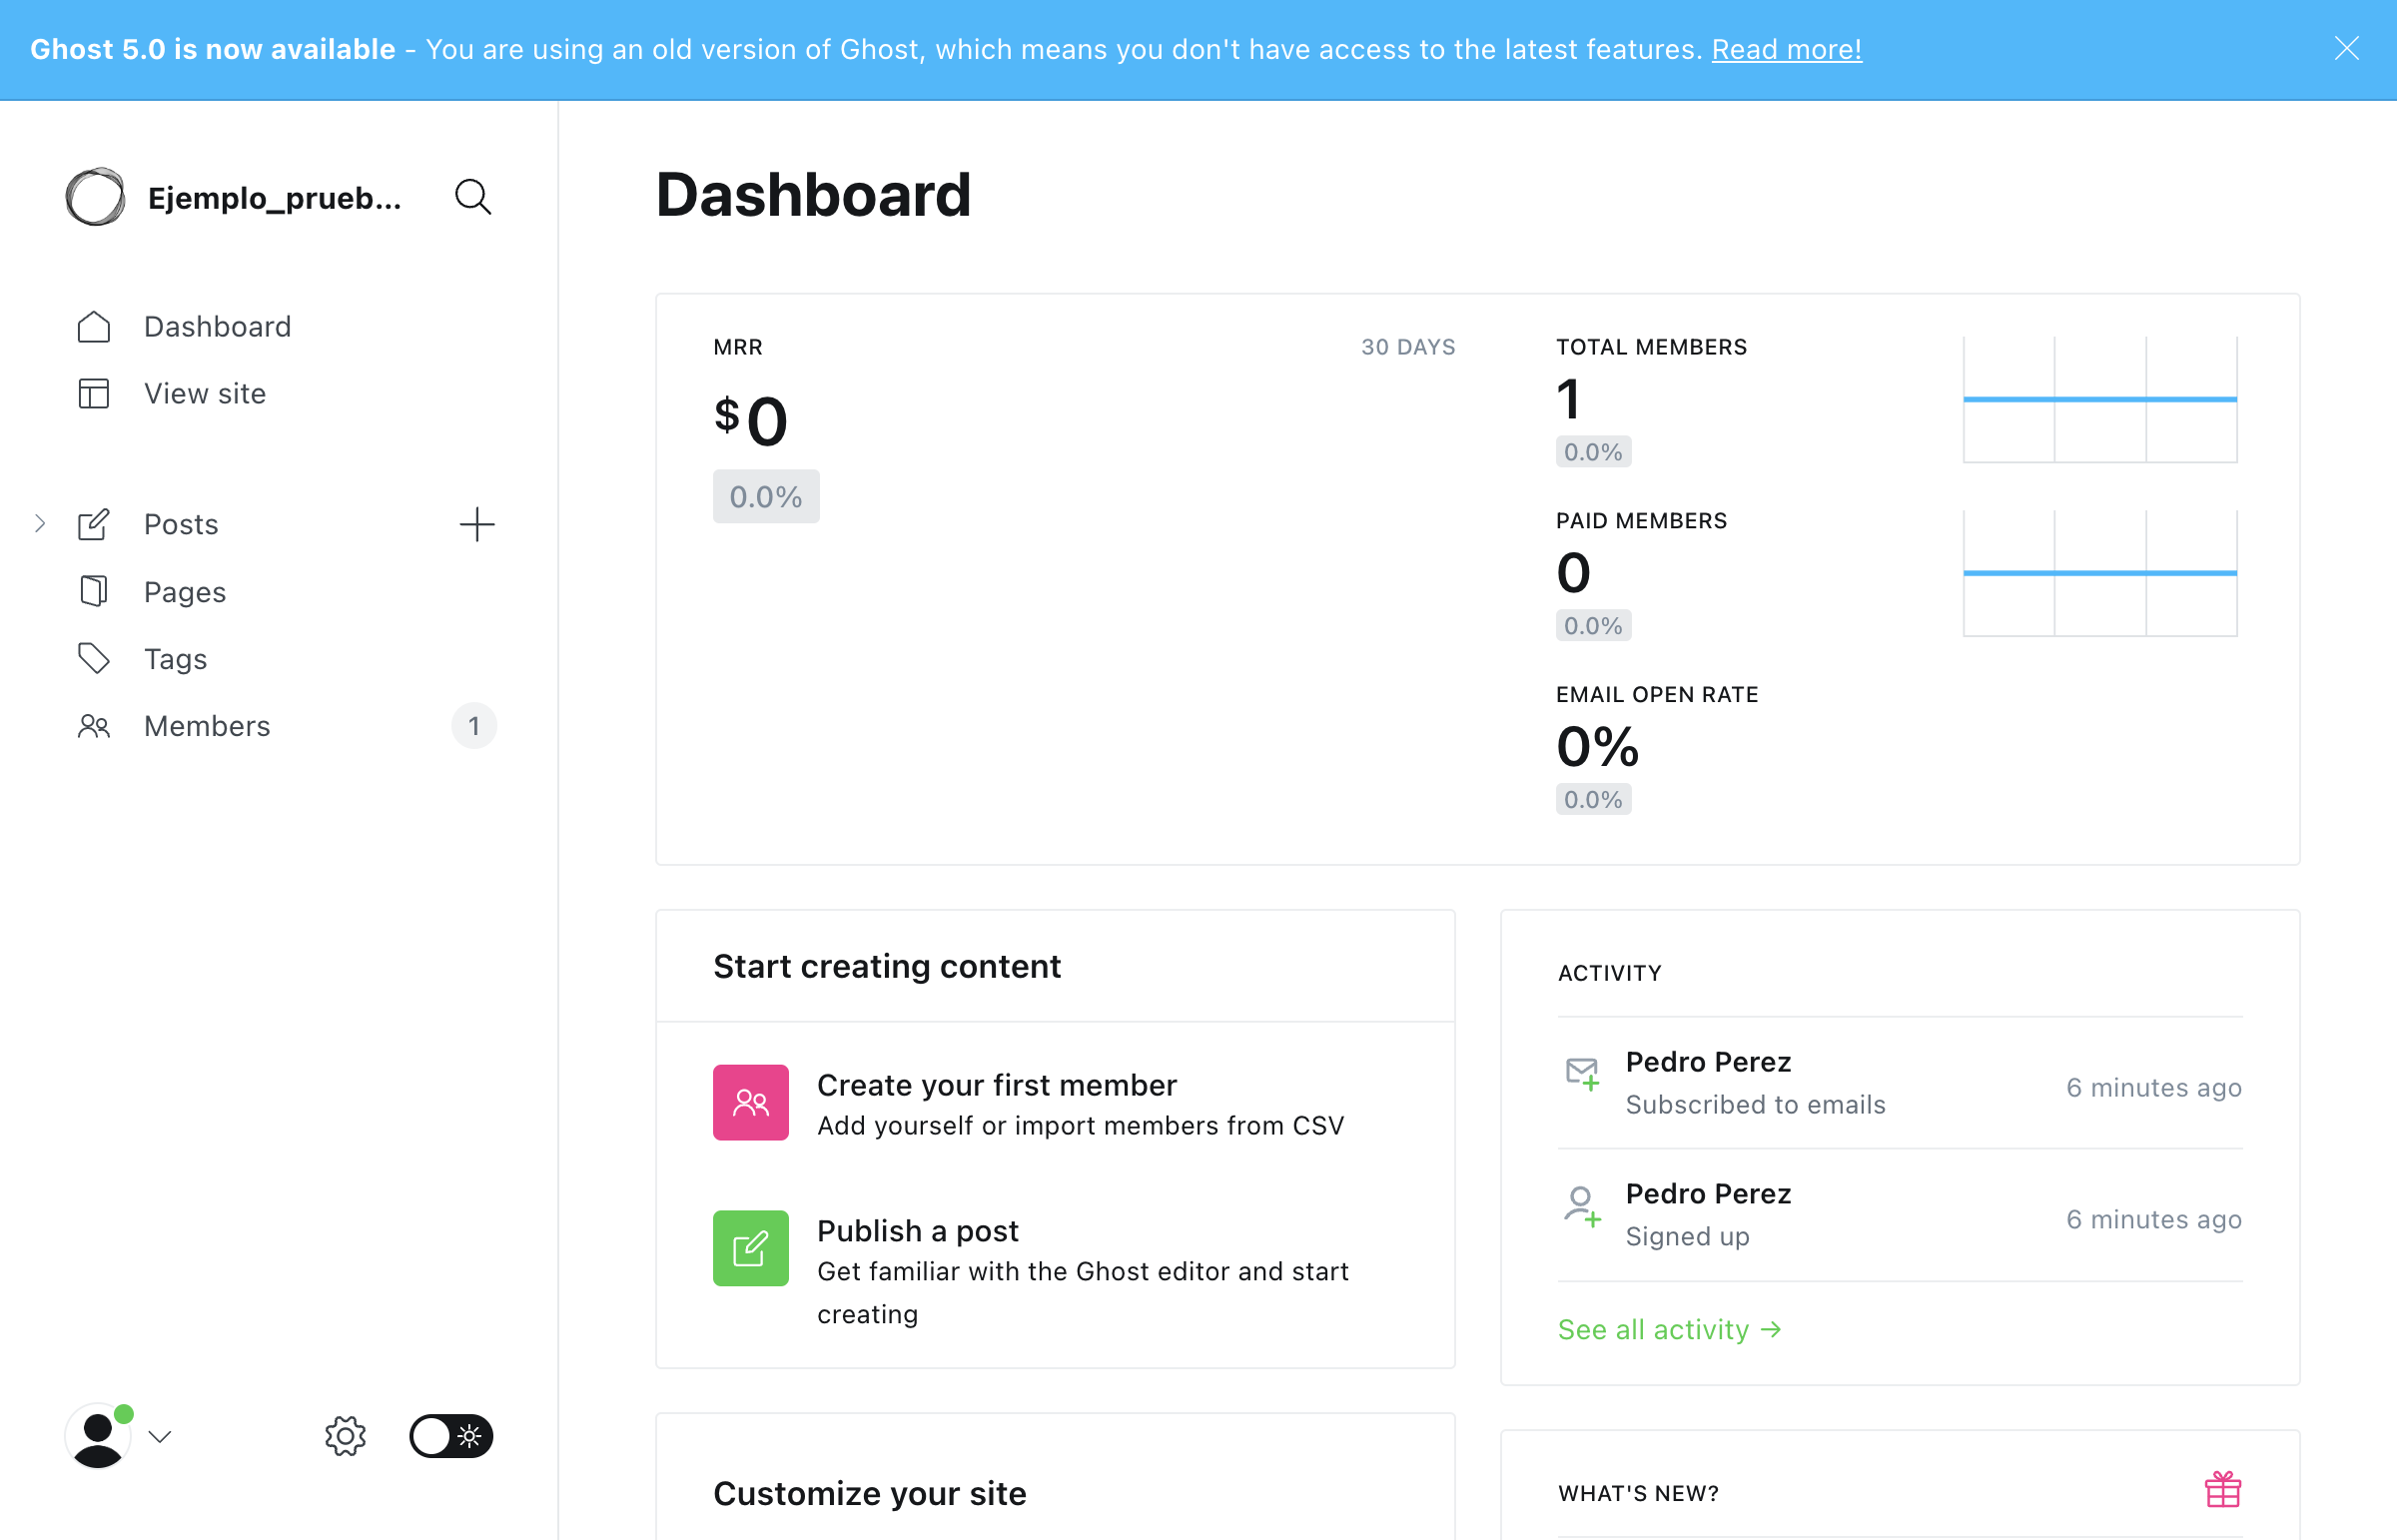 Ghost 5.0 is now available – You are using an old version of Ghost, which means you don't have access to the latest features. Read more!
Ejemplo_prueb...
Dashboard
View site
Posts
Pages
Tags
Members
1
Dashboard
MRR
30 DAYS
$0
0.0%
TOTAL MEMBERS
1
0.0%
PAID MEMBERS
0
0.0%
EMAIL OPEN RATE
0%
0.0%
Start creating content
Create your first member
Add yourself or import members from CSV
Publish a post
Get familiar with the Ghost editor and start
creating
Customize your site
ACTIVITY
Pedro Perez
Subscribed to emails
6 minutes ago
Pedro Perez
Signed up
6 minutes ago
See all activity →
WHAT'S NEW?